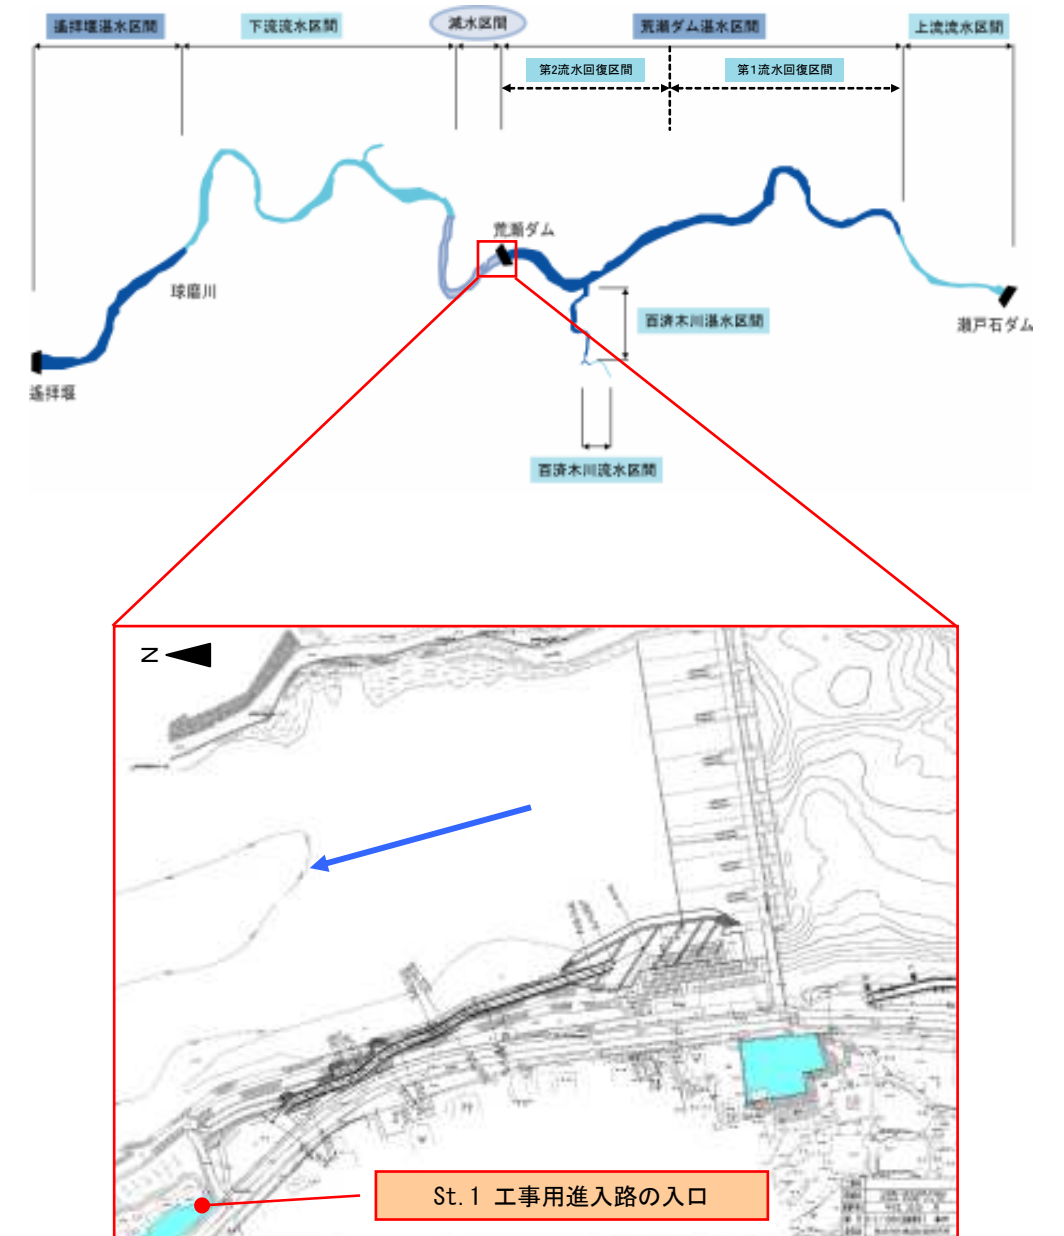 遙拝堰湛水区間
下流流水区間
減水区間
荒瀬ダム湛水区間
上流流水区間
第2流水回復区間
第1流水回復区間
荒瀬ダム
球磨川
百済木川湛水区間
瀬戸石ダム
遙拝堰
百済木川流水区間
N
St.1 工事用進入路の入口